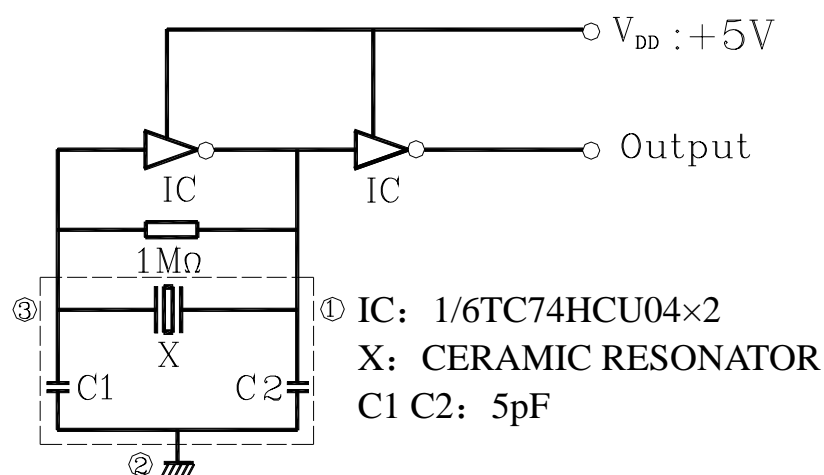 V_DD :+5V
Output
IC
IC
1MΩ
③
① IC：1/6TC74HCU04×2
X
X：CERAMIC RESONATOR
C1
C2
C1 C2：5pF
②